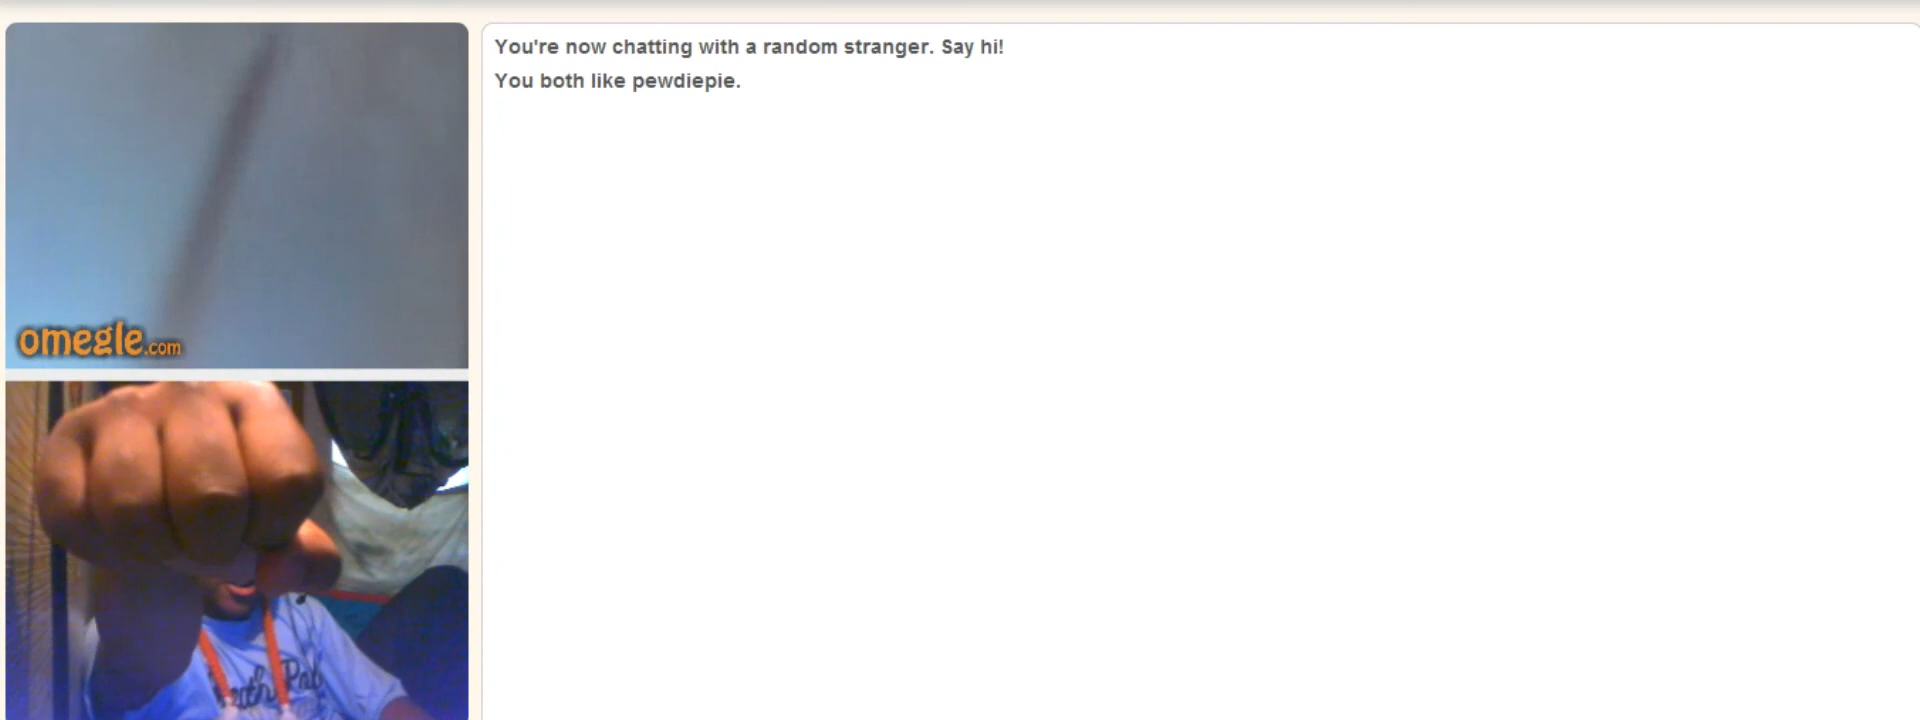 You're now chatting with a random stranger. Say hi!
You both like pewdiepie.
omegle.com